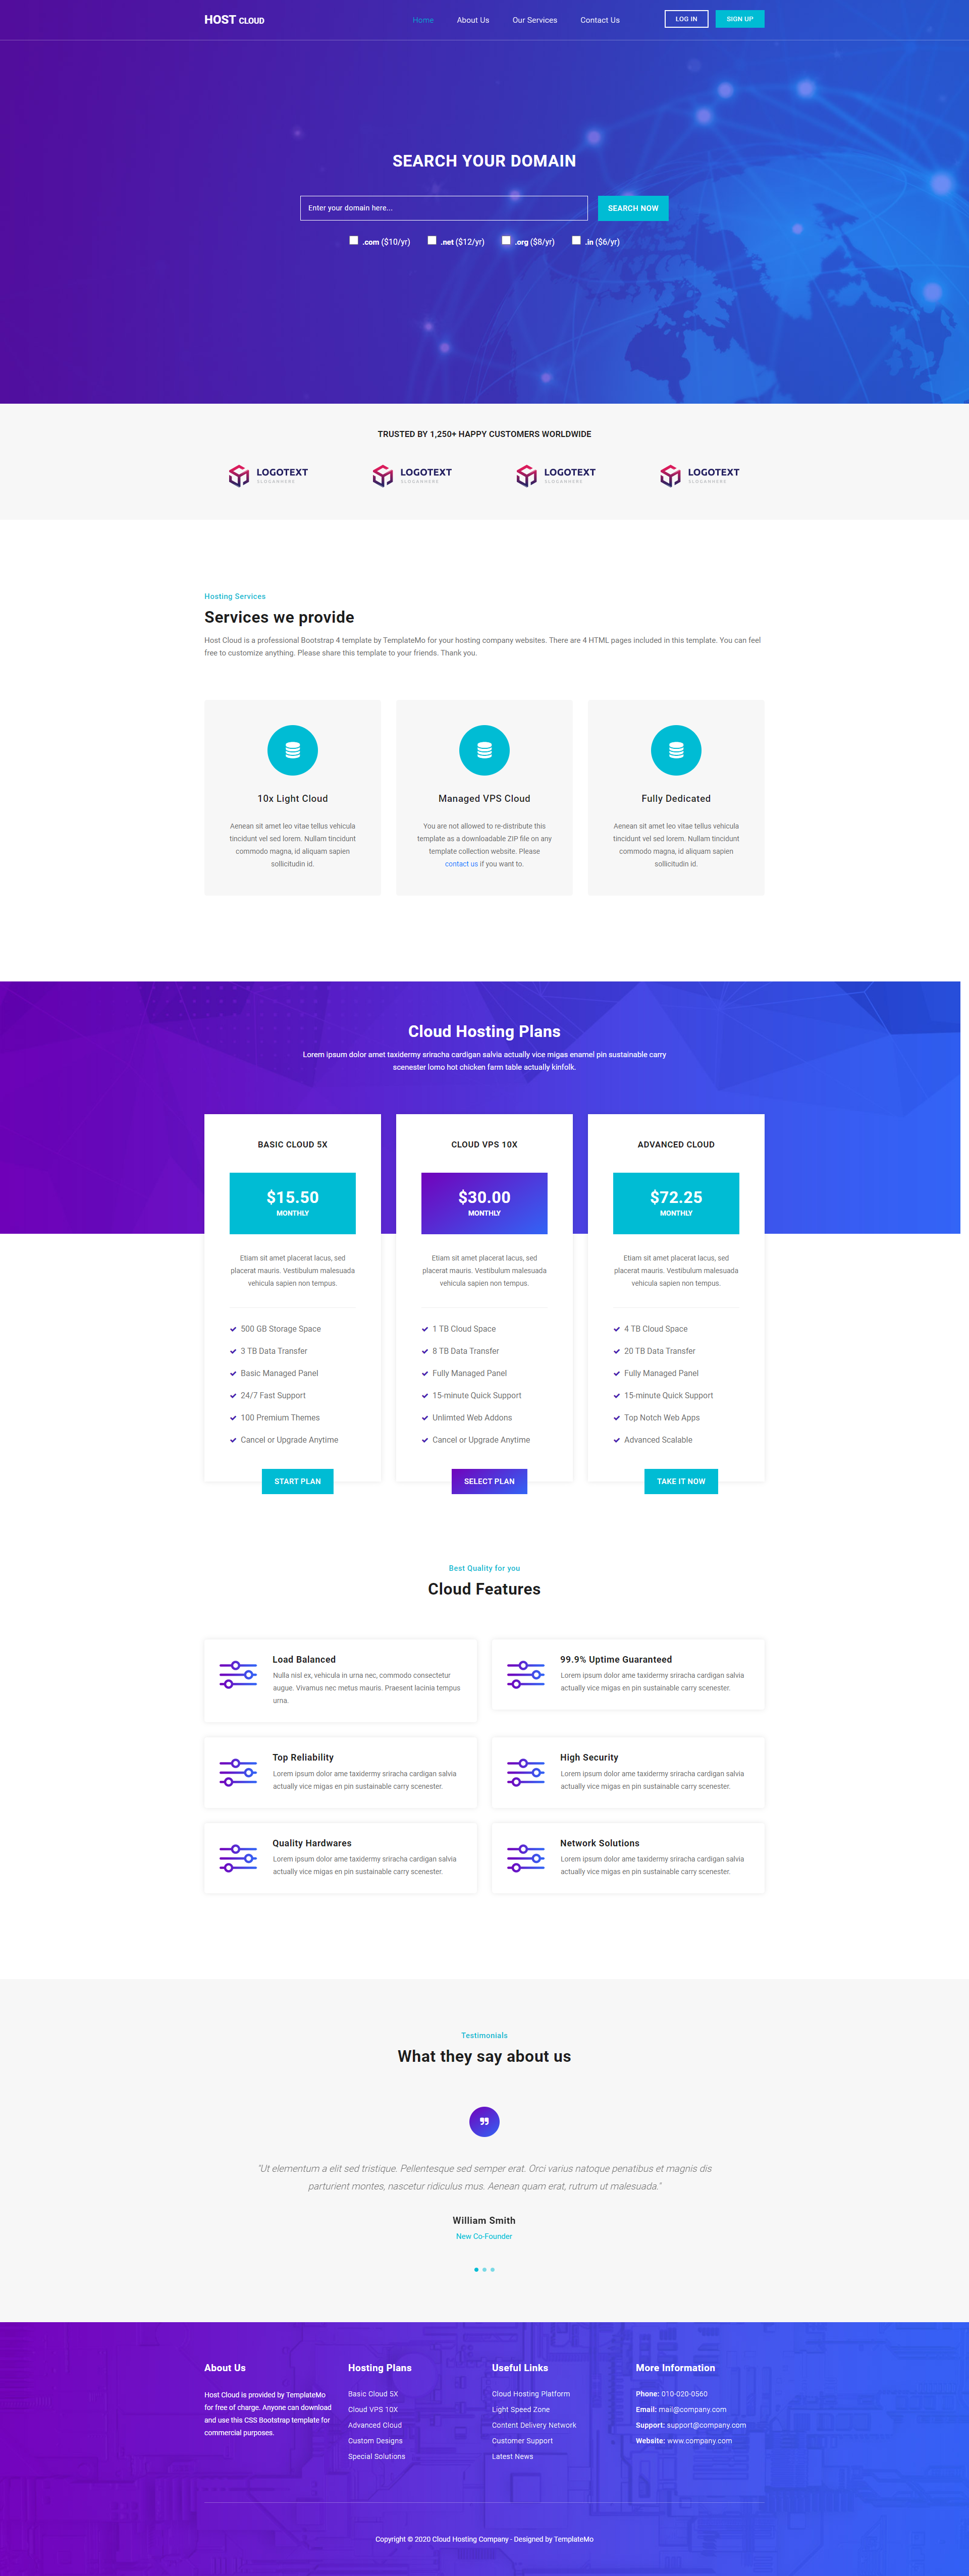 HOST CLOUD
Home About Us Our Services Contact Us LOG IN SIGN UP
SEARCH YOUR DOMAIN
Enter your domain here... SEARCH NOW
.com ($10/yr) .net ($12/yr) .org ($8/yr) .in ($6/yr)
TRUSTED BY 1,250+ HAPPY CUSTOMERS WORLDWIDE
LOGOTEXT LOGOTEXT LOGOTEXT LOGOTEXT
SLOGANHERE SLOGANHERE SLOGANHERE SLOGANHERE
Hosting Services
Services we provide
Host Cloud is a professional Bootstrap 4 template by TemplateMo for your hosting company websites. There are 4 HTML pages included in this template. You can feel
free to customize anything. Please share this template to your friends. Thank you.
10x Light Cloud
Aenean sit amet leo vitae tellus vehicula
tincidunt vel sed lorem. Nullam tincidunt
commodo magna, id aliquam sapien
sollicitudin id.
Managed VPS Cloud
You are not allowed to re-distribute this
template as a downloadable ZIP file on any
template collection website. Please
contact us if you want to.
Fully Dedicated
Aenean sit amet leo vitae tellus vehicula
tincidunt vel sed lorem. Nullam tincidunt
commodo magna, id aliquam sapien
sollicitudin id.
Cloud Hosting Plans
Lorem ipsum dolor amet taxidermy sriracha cardigan salvia actually vice migas enamel pin sustainable carry
scenester lomo hot chicken farm table actually kinfolk.
BASIC CLOUD 5X
$15.50
MONTHLY
Etiam sit amet placerat lacus, sed
placerat mauris. Vestibulum malesuada
vehicula sapien non tempus.
500 GB Storage Space
3 TB Data Transfer
Basic Managed Panel
24/7 Fast Support
100 Premium Themes
Cancel or Upgrade Anytime
START PLAN
CLOUD VPS 10X
$30.00
MONTHLY
Etiam sit amet placerat lacus, sed
placerat mauris. Vestibulum malesuada
vehicula sapien non tempus.
1 TB Cloud Space
8 TB Data Transfer
Fully Managed Panel
15-minute Quick Support
Unlimted Web Addons
Cancel or Upgrade Anytime
SELECT PLAN
ADVANCED CLOUD
$72.25
MONTHLY
Etiam sit amet placerat lacus, sed
placerat mauris. Vestibulum malesuada
vehicula sapien non tempus.
4 TB Cloud Space
20 TB Data Transfer
Fully Managed Panel
15-minute Quick Support
Top Notch Web Apps
Advanced Scalable
TAKE IT NOW
Best Quality for you
Cloud Features
Load Balanced
Nulla nisl ex, vehicula in urna nec, commodo consectetur
augue. Vivamus nec metus mauris. Praesent lacinia tempus
urna.
99.9% Uptime Guaranteed
Lorem ipsum dolor ame taxidermy sriracha cardigan salvia
actually vice migas en pin sustainable carry scenester.
Top Reliability
Lorem ipsum dolor ame taxidermy sriracha cardigan salvia
actually vice migas en pin sustainable carry scenester.
High Security
Lorem ipsum dolor ame taxidermy sriracha cardigan salvia
actually vice migas en pin sustainable carry scenester.
Quality Hardwares
Lorem ipsum dolor ame taxidermy sriracha cardigan salvia
actually vice migas en pin sustainable carry scenester.
Network Solutions
Lorem ipsum dolor ame taxidermy sriracha cardigan salvia
actually vice migas en pin sustainable carry scenester.
Testimonials
What they say about us
"Ut elementum a elit sed tristique. Pellentesque sed semper erat. Orci varius natoque penatibus et magnis dis
parturient montes, nascetur ridiculus mus. Aenean quam erat, rutrum ut malesuada."
William Smith
New Co-Founder
About Us
Host Cloud is provided by TemplateMo
for free of charge. Anyone can download
and use this CSS Bootstrap template for
commercial purposes.
Hosting Plans
Basic Cloud 5X
Cloud VPS 10X
Advanced Cloud
Custom Designs
Special Solutions
Useful Links
Cloud Hosting Platform
Light Speed Zone
Content Delivery Network
Customer Support
Latest News
More Information
Phone: 010-020-0560
Email: mail@company.com
Support: support@company.com
Website: www.company.com
Copyright © 2020 Cloud Hosting Company - Designed by TemplateMo